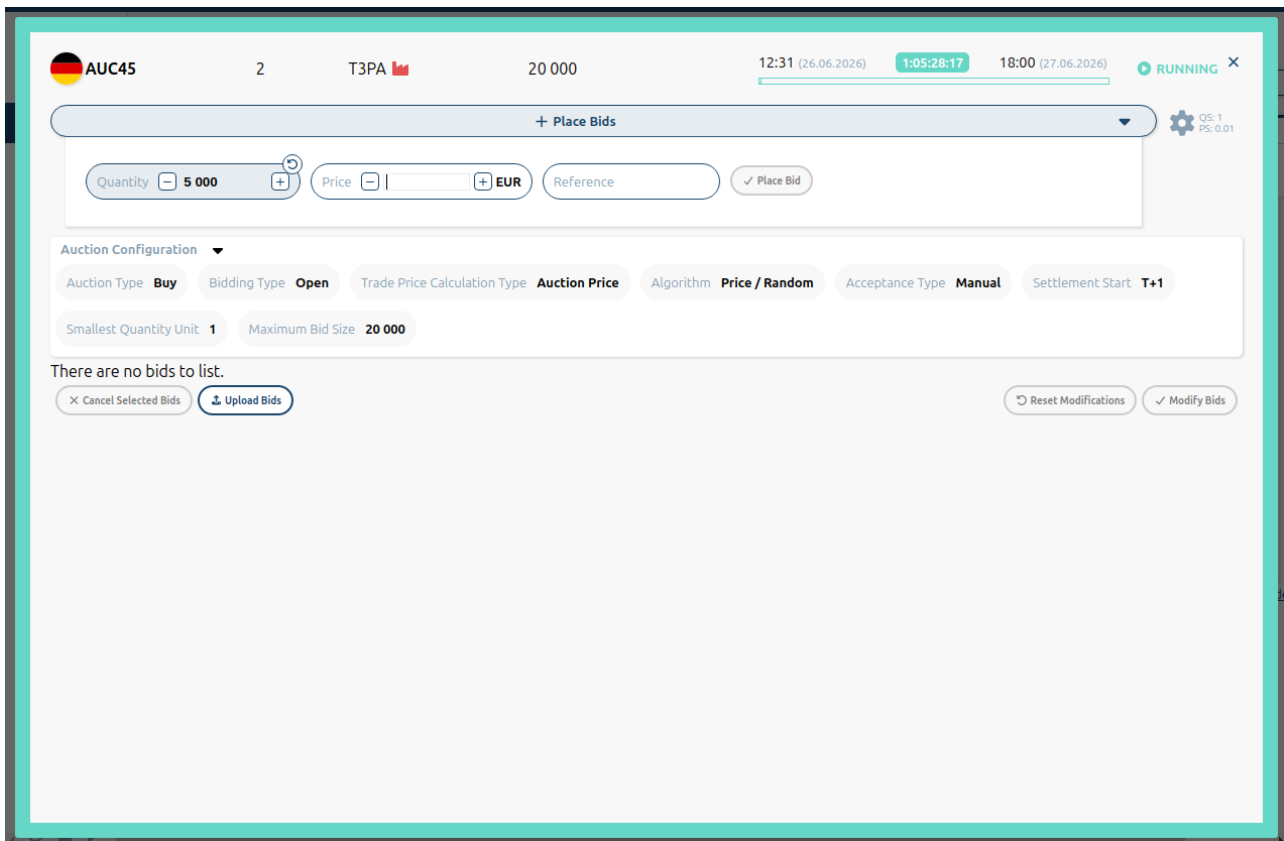 AUC45 2 T3PA 20 000 12:31 (26.06.2026) 1:05:28:17 18:00 (27.06.2026) RUNNING
+ Place Bids
QS: 1
PS: 0.01
Quantity 5 000 Price EUR Reference Place Bid
Auction Configuration
Auction Type Buy Bidding Type Open Trade Price Calculation Type Auction Price Algorithm Price / Random Acceptance Type Manual Settlement Start T+1
Smallest Quantity Unit 1 Maximum Bid Size 20 000
There are no bids to list.
Cancel Selected Bids Upload Bids Reset Modifications Modify Bids